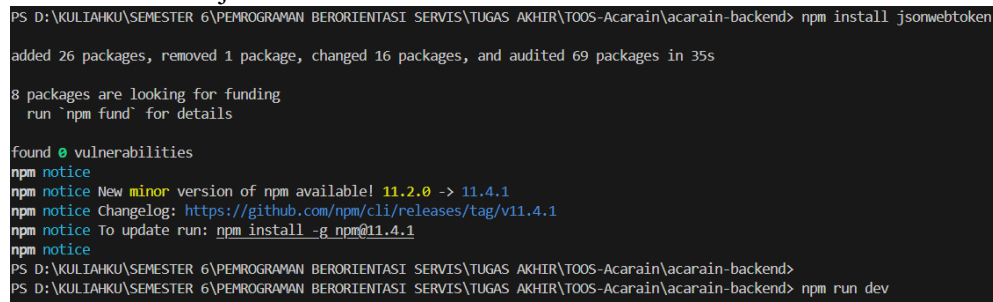 PS D:\KULIAHKU\SEMESTER 6\PEMROGRAMAN BERORIENTASI SERVIS\TUGAS AKHIR\TOOS-Acarain\acarain-backend> npm install jsonwebtoken
added 26 packages, removed 1 package, changed 16 packages, and audited 69 packages in 35s
8 packages are looking for funding
run `npm fund` for details
found 0 vulnerabilities
npm notice
npm notice New minor version of npm available! 11.2.0 -> 11.4.1
npm notice Changelog: https://github.com/npm/cli/releases/tag/v11.4.1
npm notice To update run: npm install -g npm@11.4.1
npm notice
PS D:\KULIAHKU\SEMESTER 6\PEMROGRAMAN BERORIENTASI SERVIS\TUGAS AKHIR\TOOS-Acarain\acarain-backend>
PS D:\KULIAHKU\SEMESTER 6\PEMROGRAMAN BERORIENTASI SERVIS\TUGAS AKHIR\TOOS-Acarain\acarain-backend> npm run dev